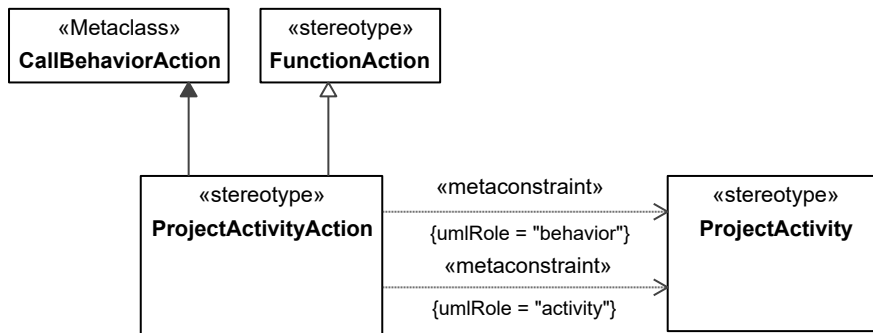 «Metaclass»
CallBehaviorAction
«stereotype»
FunctionAction
«stereotype»
ProjectActivityAction
«metaconstraint»
{umlRole = "behavior"}
«metaconstraint»
{umlRole = "activity"}
«stereotype»
ProjectActivity